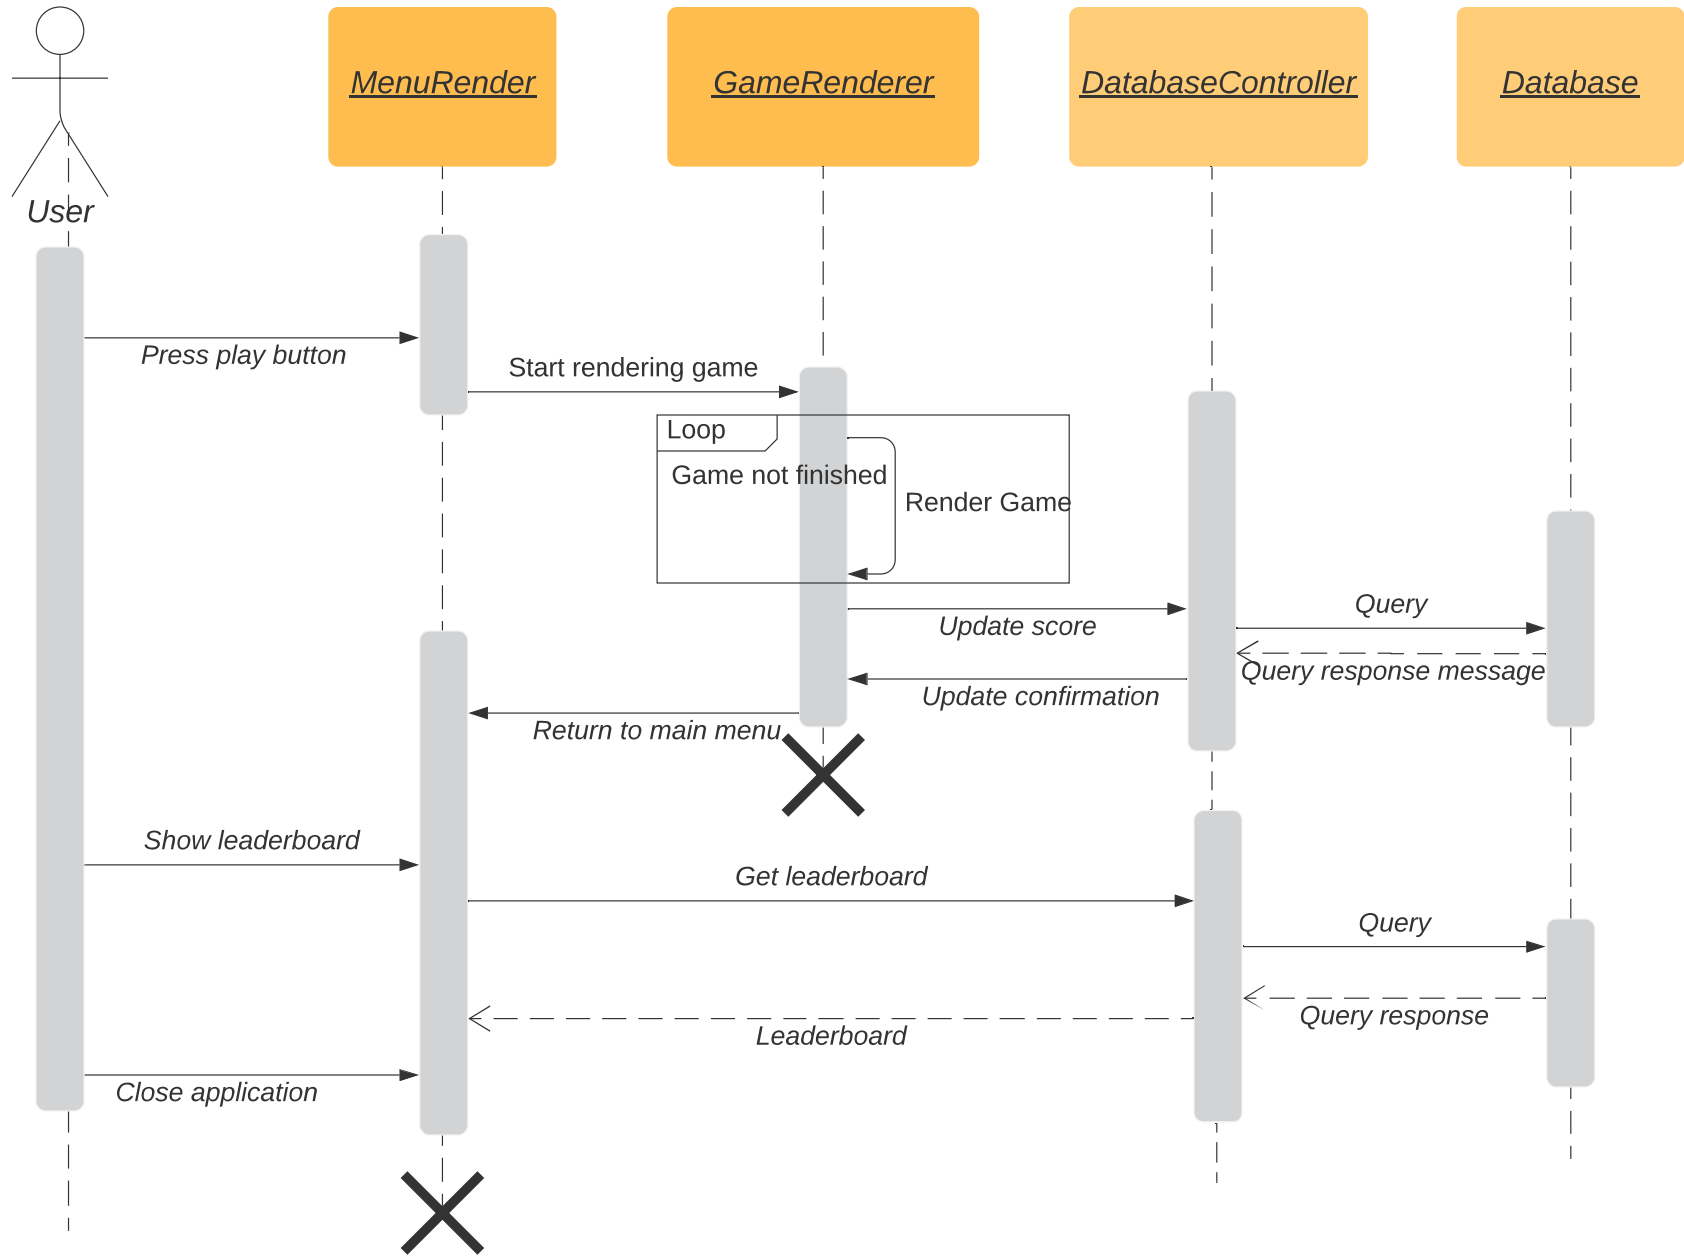 MenuRender
GameRenderer
DatabaseController
Database
User
Press play button
Start rendering game
Loop
Game not finished
Render Game
Query
Update score
Query response message
Update confirmation
Return to main menu
Show leaderboard
Get leaderboard
Query
Query response
Leaderboard
Close application